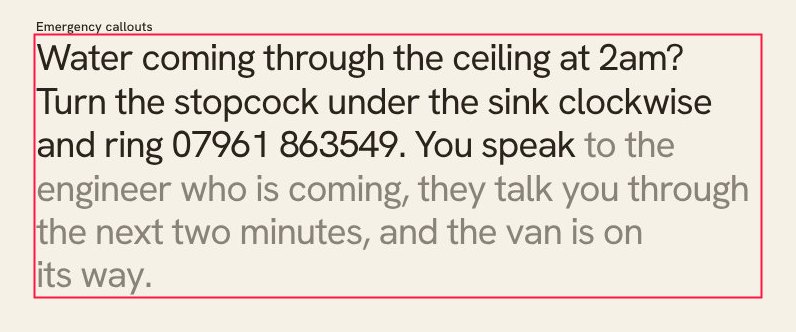 Emergency callouts
Water coming through the ceiling at 2am?
Turn the stopcock under the sink clockwise
and ring 07961 863549. You speak to the
engineer who is coming, they talk you through
the next two minutes, and the van is on
its way.